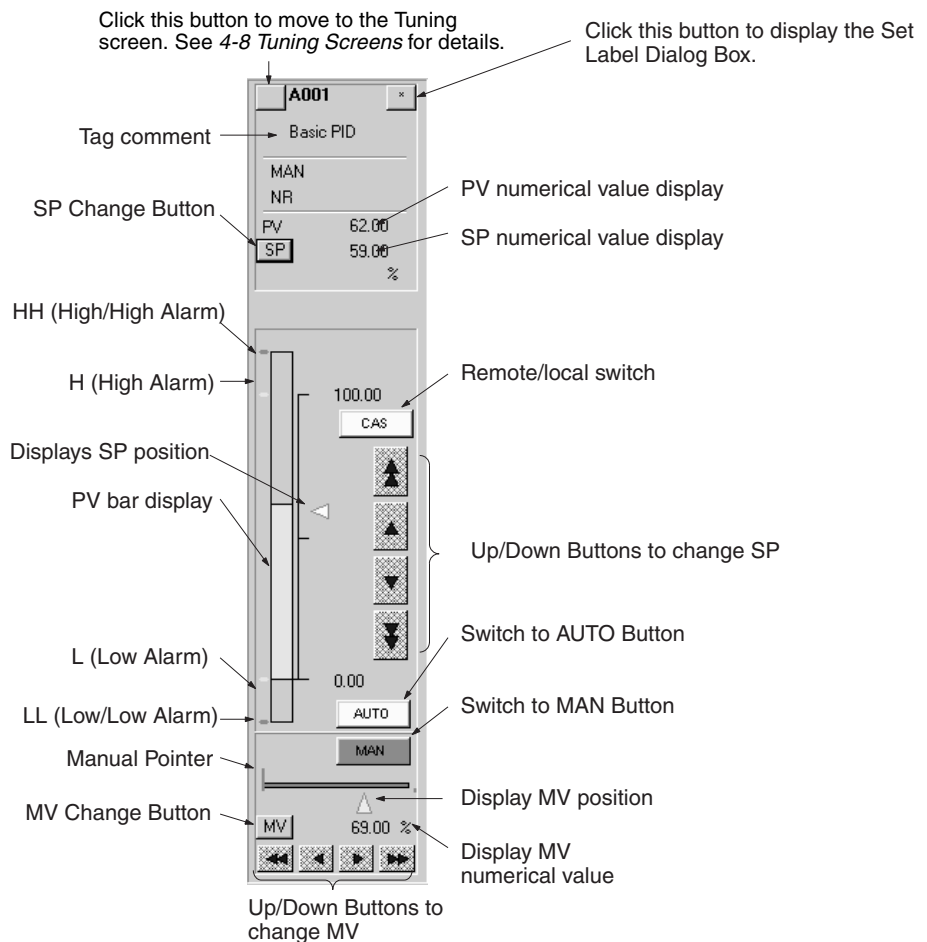 Click this button to move to the Tuning
screen. See 4-8 Tuning Screens for details.
Click this button to display the Set
Label Dialog Box.
A001
×
Tag comment
Basic PID
MAN
NR
SP Change Button
PV 62.00
PV numerical value display
SP 59.00
SP numerical value display
%
HH (High/High Alarm)
H (High Alarm)
100.00
Remote/local switch
CAS
Displays SP position
PV bar display
Up/Down Buttons to change SP
Switch to AUTO Button
L (Low Alarm)
0.00
LL (Low/Low Alarm)
AUTO
Switch to MAN Button
MAN
Manual Pointer
Display MV position
MV Change Button
MV 69.00 %
Display MV
numerical value
Up/Down Buttons to
change MV